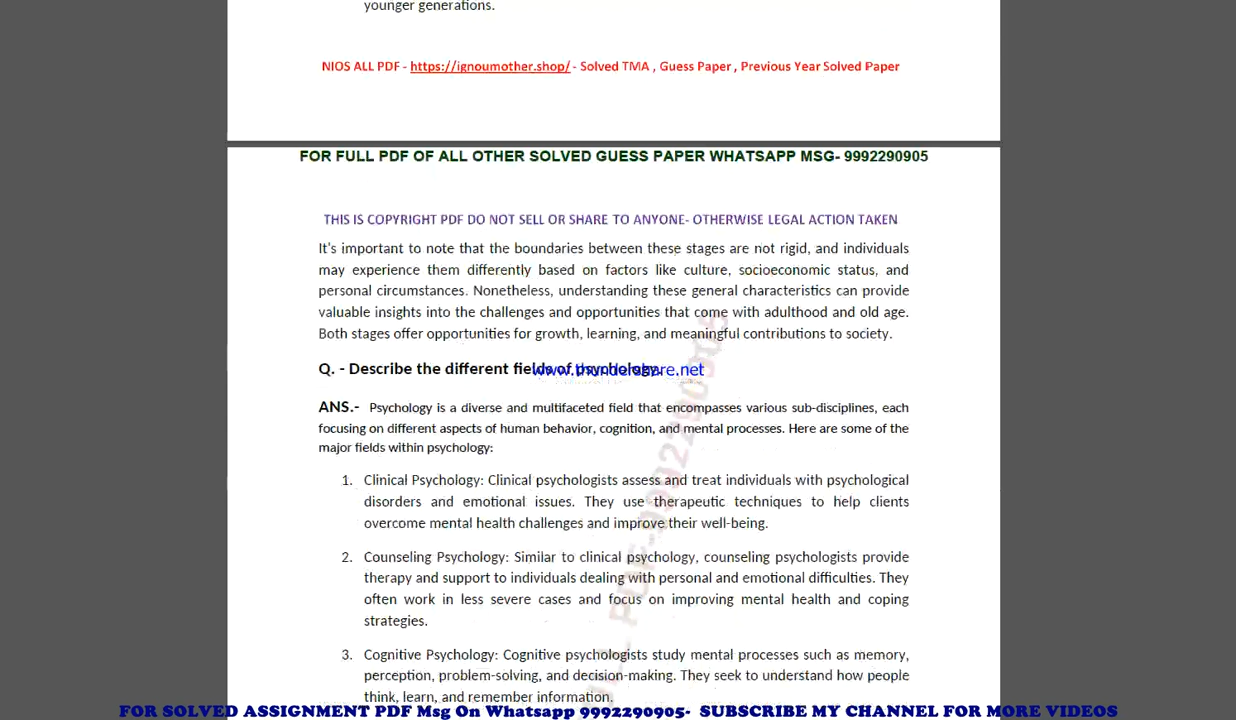 younger generations.
NIOS ALL PDF - https://ignoumother.shop/ - Solved TMA , Guess Paper , Previous Year Solved Paper
FOR FULL PDF OF ALL OTHER SOLVED GUESS PAPER WHATSAPP MSG- 9992290905
THIS IS COPYRIGHT PDF DO NOT SELL OR SHARE TO ANYONE- OTHERWISE LEGAL ACTION TAKEN
It's important to note that the boundaries between these stages are not rigid, and individuals
may experience them differently based on factors like culture, socioeconomic status, and
personal circumstances. Nonetheless, understanding these general characteristics can provide
valuable insights into the challenges and opportunities that come with adulthood and old age.
Both stages offer opportunities for growth, learning, and meaningful contributions to society.
Q. - Describe the different fields of psychology.
ANS.- Psychology is a diverse and multifaceted field that encompasses various sub-disciplines, each
focusing on different aspects of human behavior, cognition, and mental processes. Here are some of the
major fields within psychology:
1. Clinical Psychology: Clinical psychologists assess and treat individuals with psychological
disorders and emotional issues. They use therapeutic techniques to help clients
overcome mental health challenges and improve their well-being.
2. Counseling Psychology: Similar to clinical psychology, counseling psychologists provide
therapy and support to individuals dealing with personal and emotional difficulties. They
often work in less severe cases and focus on improving mental health and coping
strategies.
3. Cognitive Psychology: Cognitive psychologists study mental processes such as memory,
perception, problem-solving, and decision-making. They seek to understand how people
think, learn, and remember information.
FOR SOLVED ASSIGNMENT PDF Msg On Whatsapp 9992290905- SUBSCRIBE MY CHANNEL FOR MORE VIDEOS